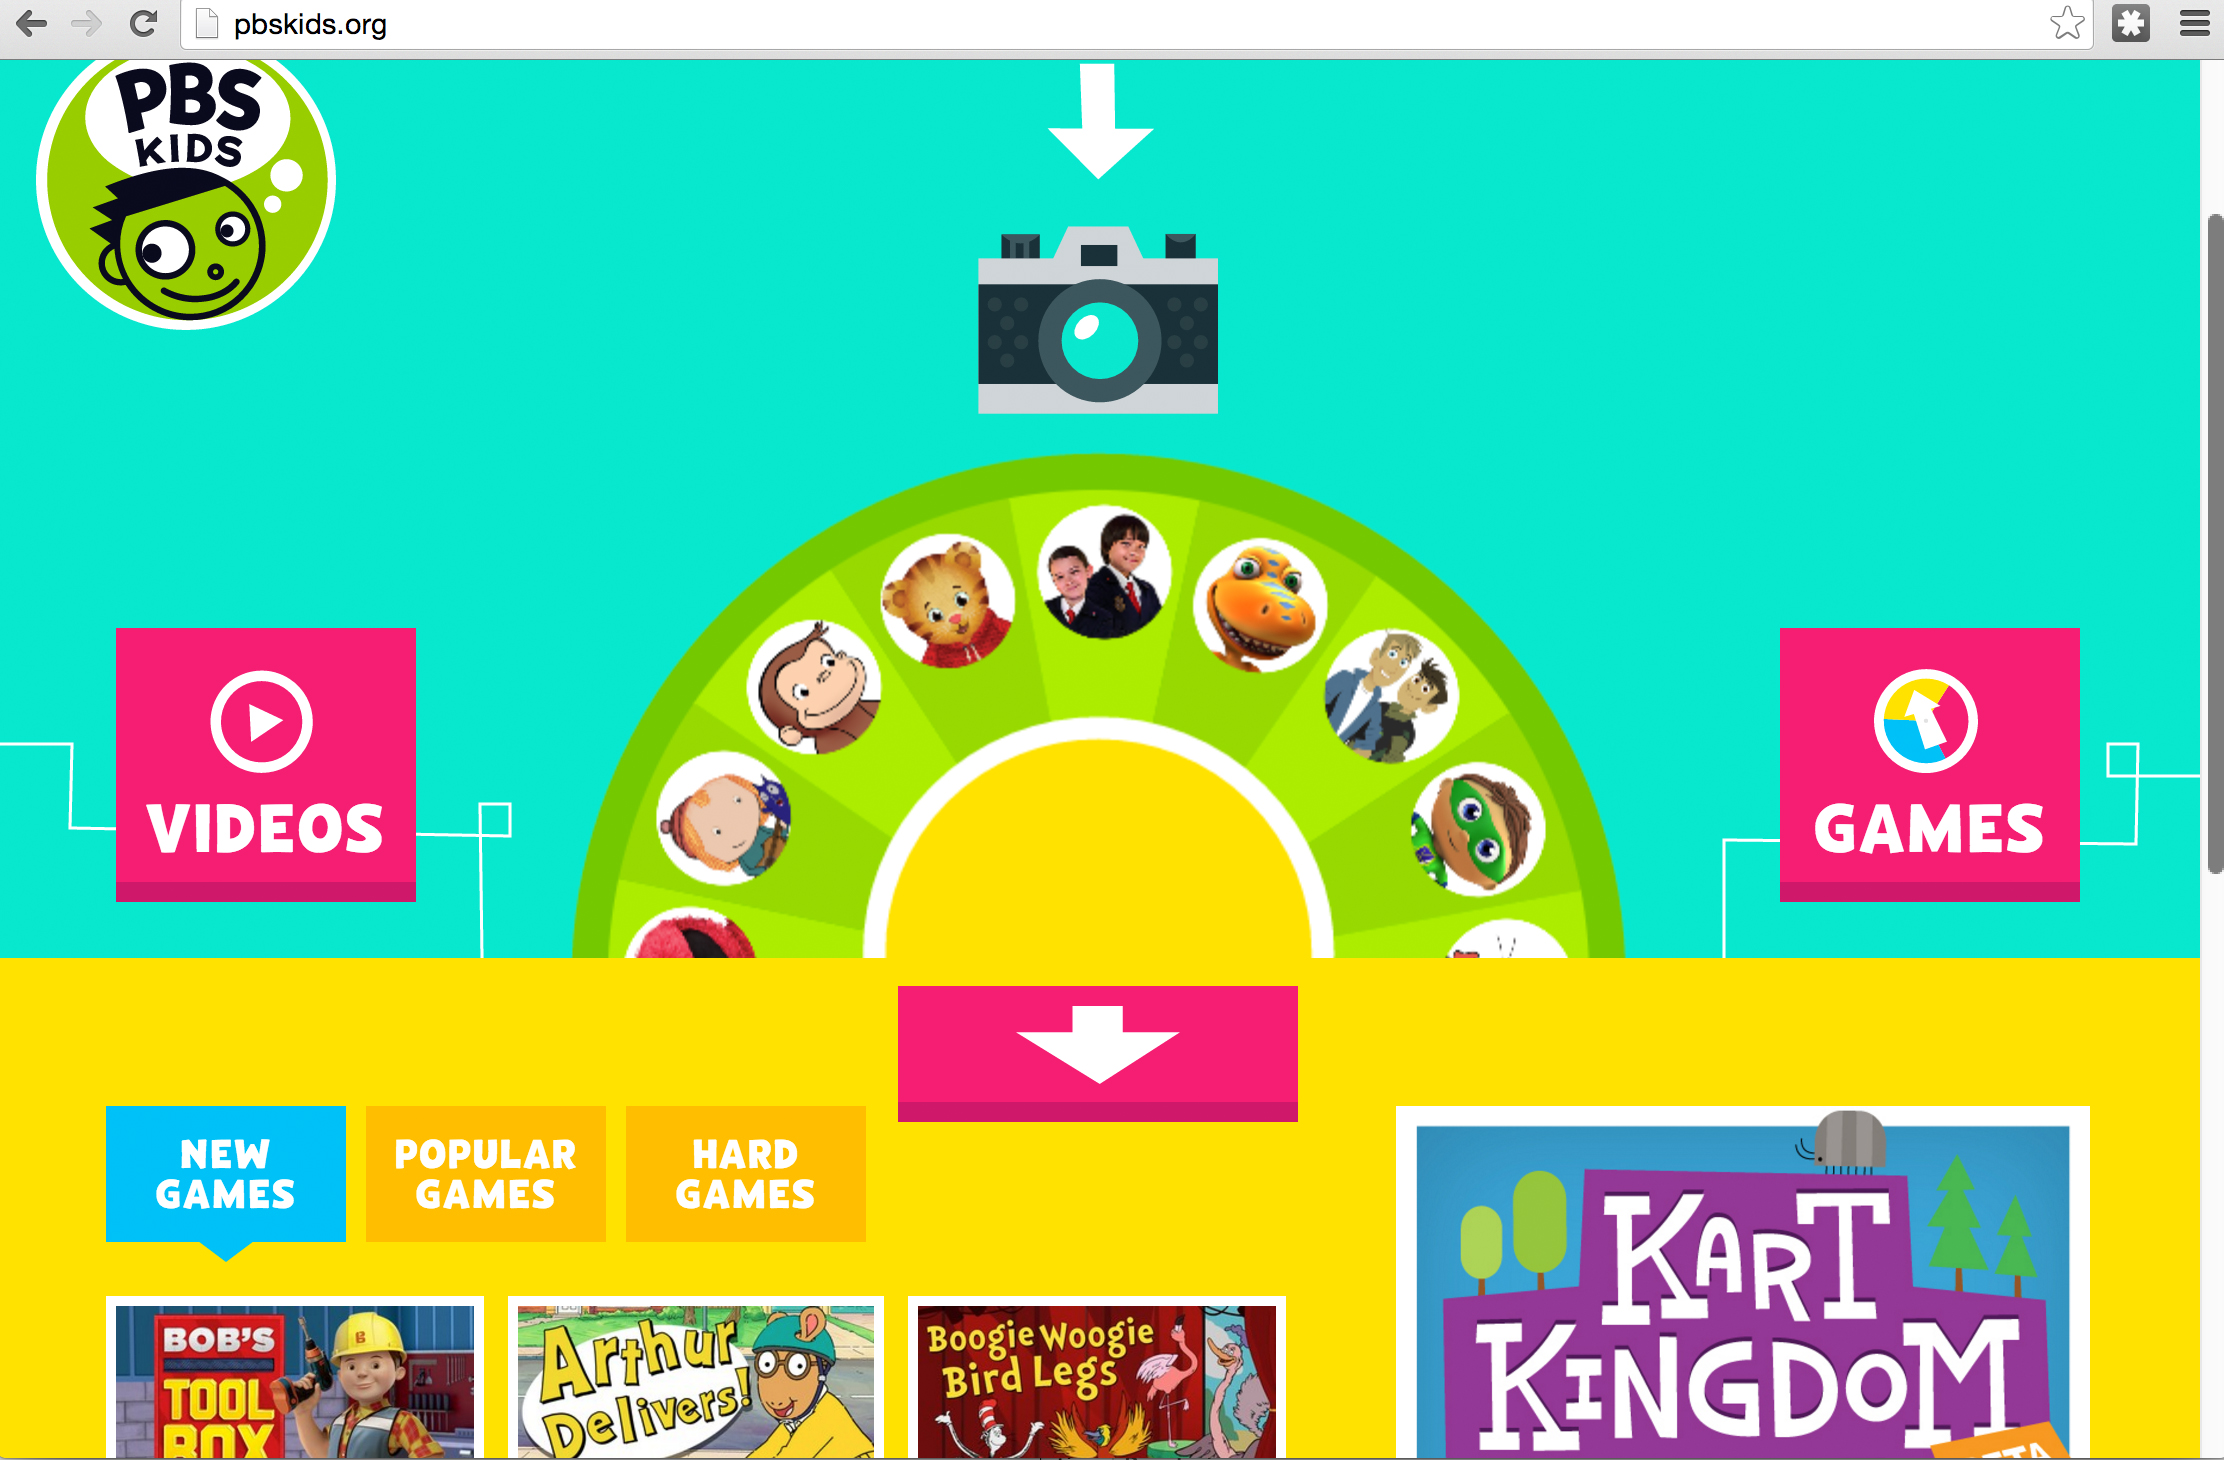 pbskids.org
PBS
KIDS
VIDEOS
GAMES
NEW
GAMES
POPULAR
GAMES
HARD
GAMES
BOB'S
TOOL
BOX
Arthur
Delivers!
Boogie Woogie
Bird Legs
KART
KINGDOM